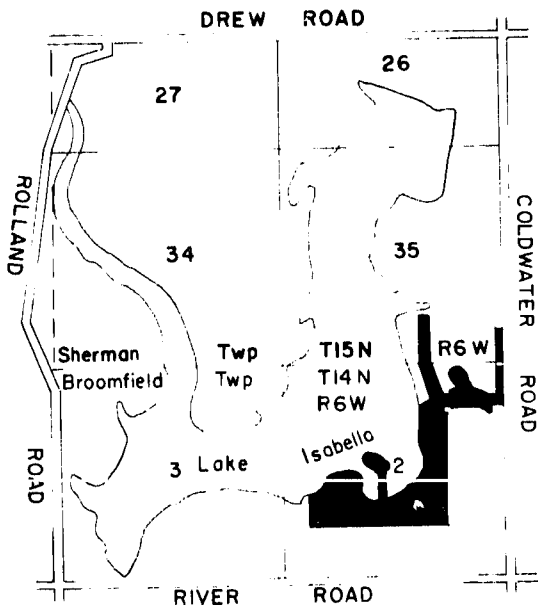 DREW ROAD
26
27
ROLLAND
COLDWATER
34
35
Sherman Twp T15N R6W
Broomfield Twp T14N
R6W
ROAD
ROAD
Isabella
3 Lake 2
RIVER ROAD